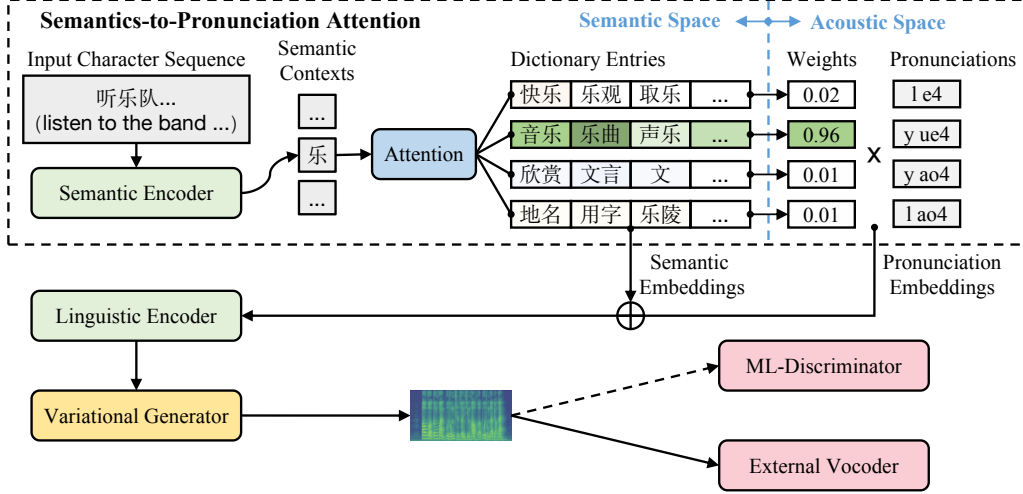 Semantics-to-Pronunciation Attention
Semantic Space
Acoustic Space
Input Character Sequence
Semantic
Contexts
Dictionary Entries
Weights
Pronunciations
听乐队...
(listen to the band ...)
Semantic Encoder
...
乐
...
Attention
快乐 乐观 取乐 ... 0.02 l e4
音乐 乐曲 声乐 ... 0.96 y ue4
x
欣赏 文言 文 ... 0.01 y ao4
地名 用字 乐陵 ... 0.01 l ao4
Semantic
Embeddings
Pronunciation
Embeddings
Linguistic Encoder
Variational Generator
ML-Discriminator
External Vocoder